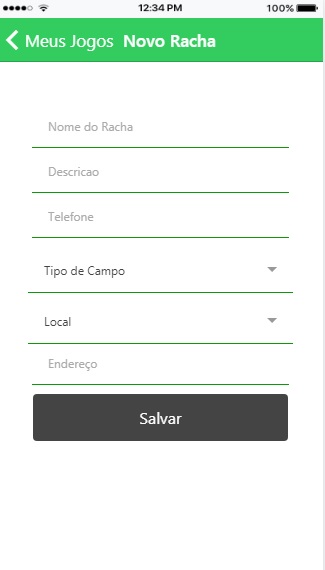 12:34 PM 100%
Meus Jogos Novo Racha
Nome do Racha
Descricao
Telefone
Tipo de Campo
Local
Endereço
Salvar